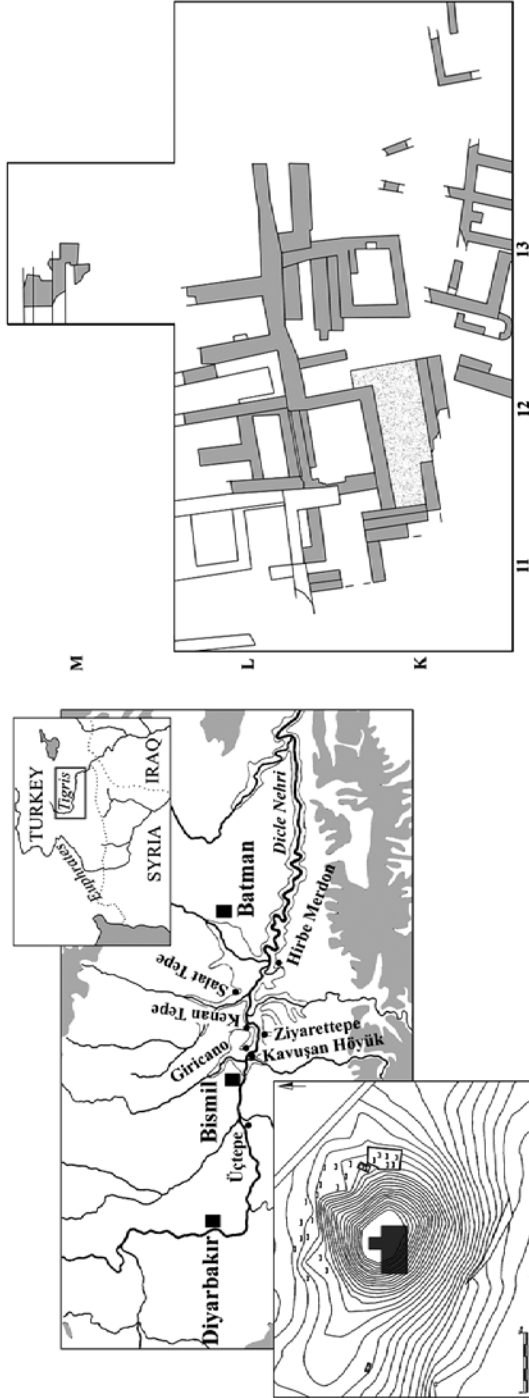 TURKEY
Tigris
Euphrates
SYRIA
IRAQ
Diyarbakır
Üçtepe
Bismil
Giricano
Kenan Tepe
Salat Tepe
Batman
Kavuşan Höyük
Ziyarettepe
Hirbe Merdon
Dicle Nehri
M
L
K
11
12
13